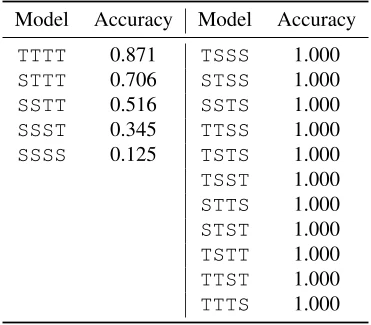 Model Accuracy Model Accuracy
TTTT 0.871 TSSS 1.000
STTT 0.706 STSS 1.000
SSTT 0.516 SSTS 1.000
SSST 0.345 TTSS 1.000
SSSS 0.125 TSTS 1.000
TSST 1.000
STTS 1.000
STST 1.000
TSTT 1.000
TTST 1.000
TTTS 1.000